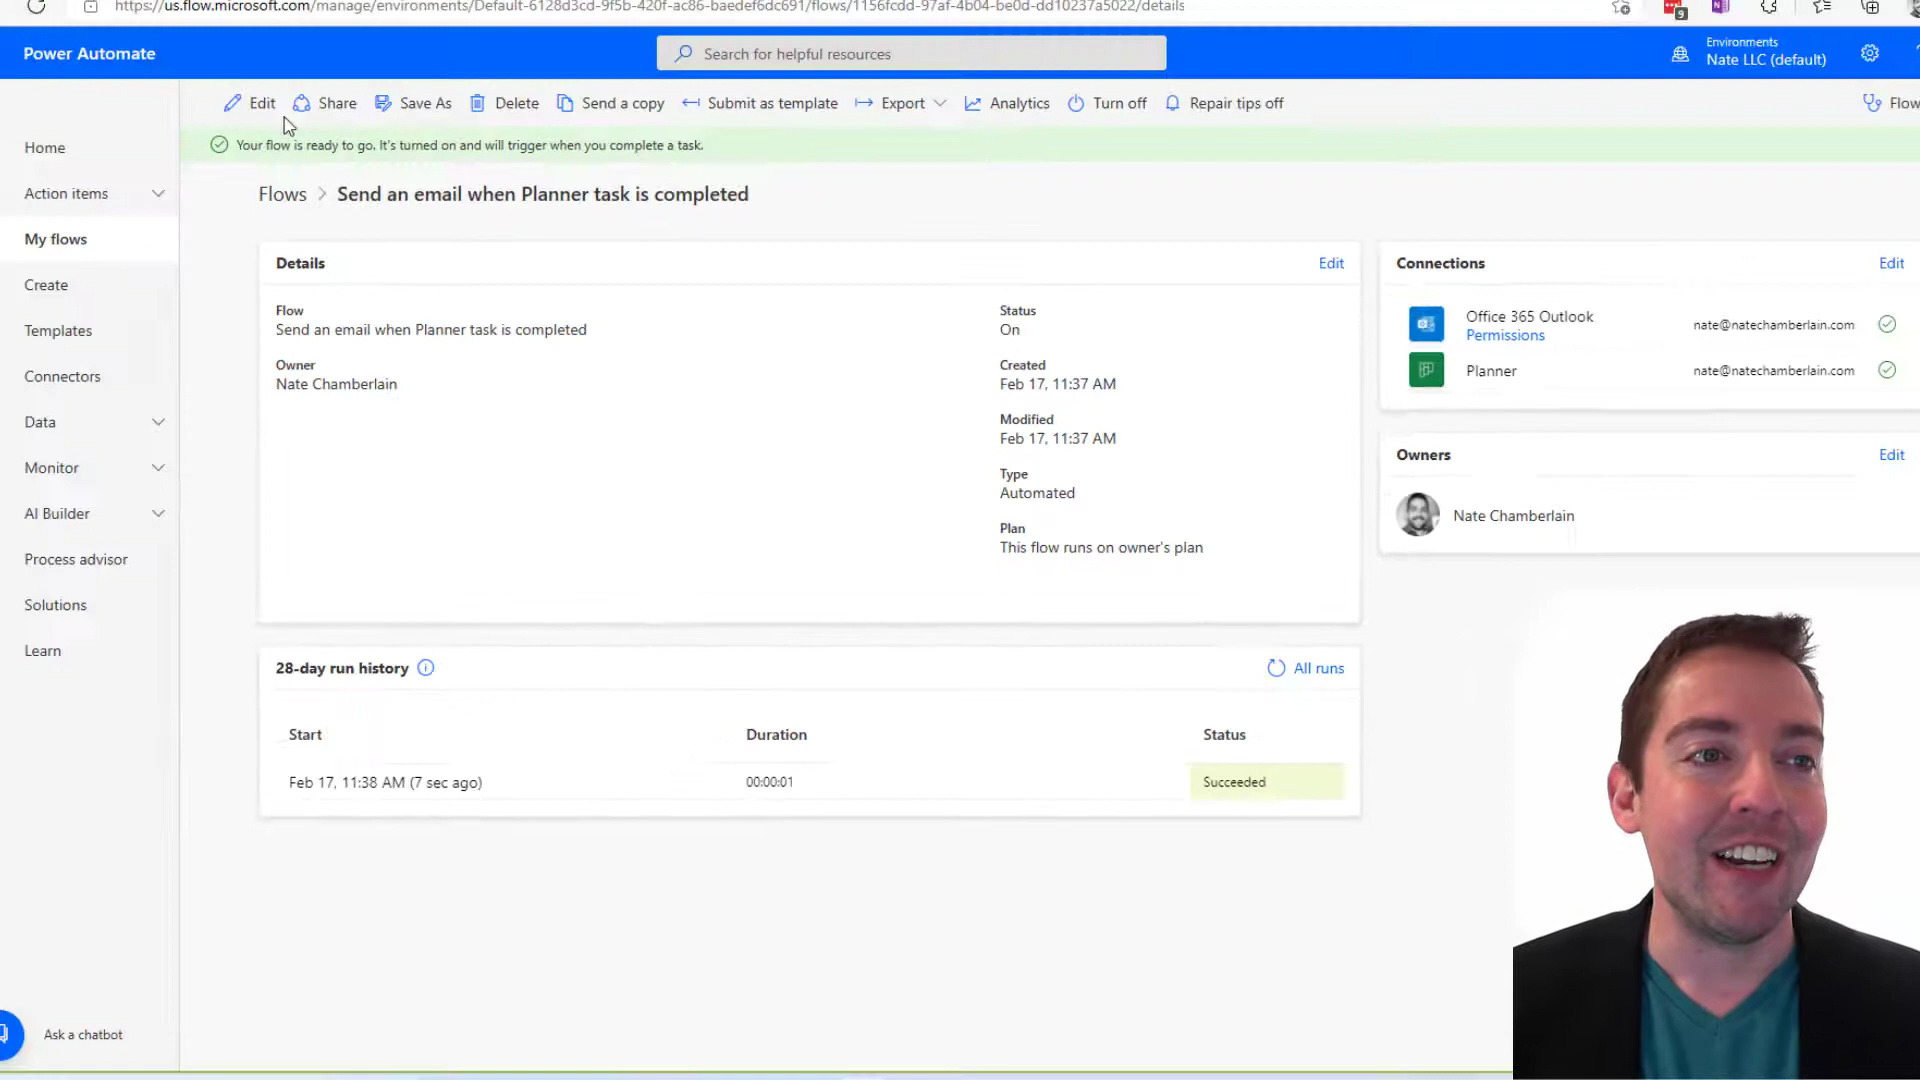 https://us.flow.microsoft.com/manage/environments/Default-6128d3cd-9f5b-420f-ac86-baedef6dc691/flows/1156fcdd-97af-4b04-be0d-dd10237a5022/details
9
Power Automate
Search for helpful resources
Environments
Nate LLC (default)
Edit
Share
Save As
Delete
Send a copy
Submit as template
Export
Analytics
Turn off
Repair tips off
Flow
Your flow is ready to go. It's turned on and will trigger when you complete a task.
Home
Action items
My flows
Create
Templates
Connectors
Data
Monitor
AI Builder
Process advisor
Solutions
Learn
Ask a chatbot
Flows > Send an email when Planner task is completed
Details
Edit
Flow
Send an email when Planner task is completed
Owner
Nate Chamberlain
Status
On
Created
Feb 17, 11:37 AM
Modified
Feb 17, 11:37 AM
Type
Automated
Plan
This flow runs on owner's plan
Connections
Edit
Office 365 Outlook
Permissions
nate@natechamberlain.com
Planner
nate@natechamberlain.com
Owners
Edit
Nate Chamberlain
28-day run history
All runs
Start
Duration
Status
Feb 17, 11:38 AM (7 sec ago)
00:00:01
Succeeded